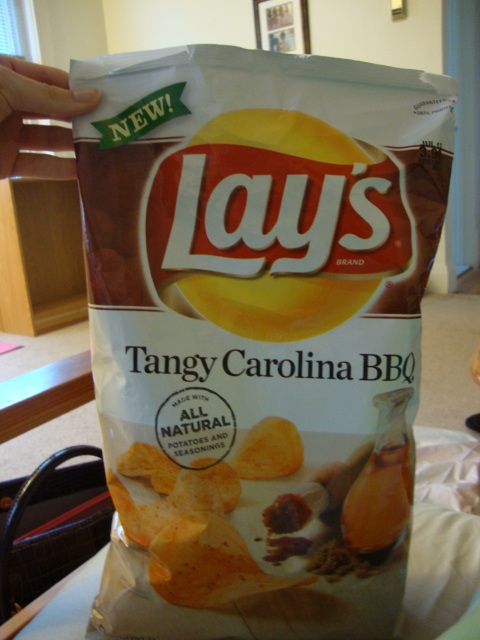 NEW!
Lay's
BRAND
Tangy Carolina BBQ
MADE WITH
ALL
NATURAL
POTATOES AND
SEASONINGS